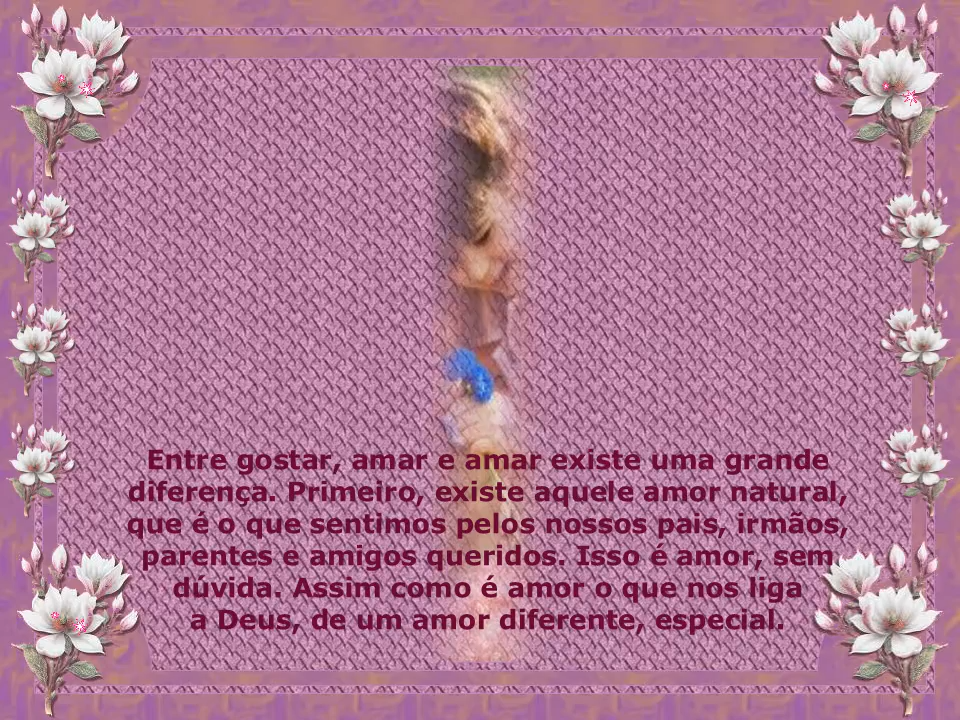 Entre gostar, amar e amar existe uma grande
diferença. Primeiro, existe aquele amor natural,
que é o que sentimos pelos nossos pais, irmãos,
parentes e amigos queridos. Isso é amor, sem
dúvida. Assim como é amor o que nos liga
a Deus, de um amor diferente, especial.